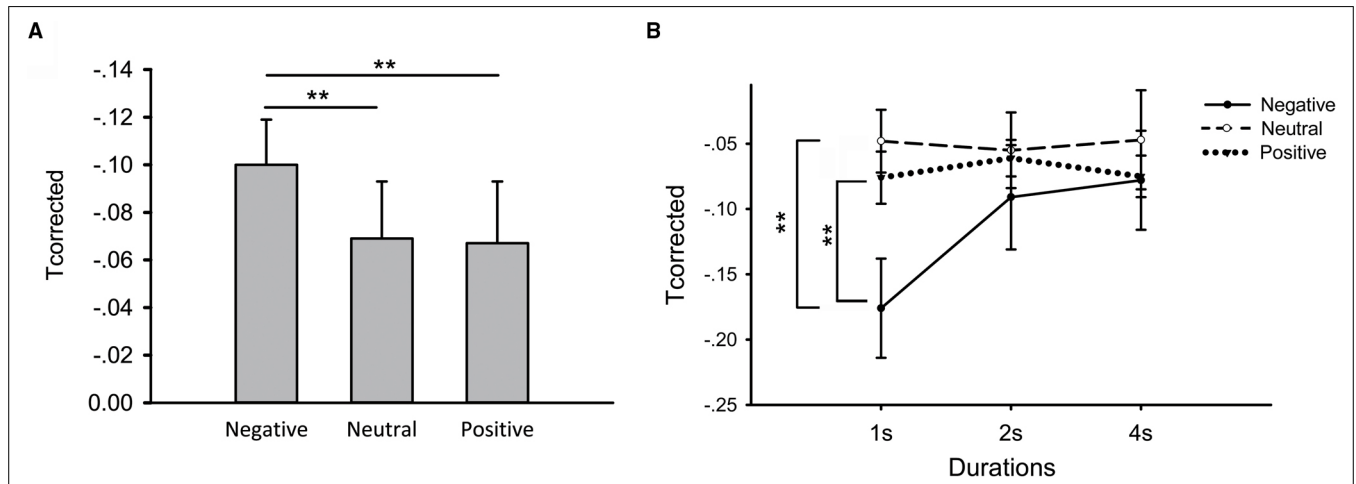 A
B
-.14
-.12
-.10
-.08
-.06
-.04
-.02
0.00
Tcorrected
**
**
Negative Neutral Positive
-.05
-.10
-.15
-.20
-.25
Tcorrected
**
**
1s 2s 4s
Durations
Negative
Neutral
Positive